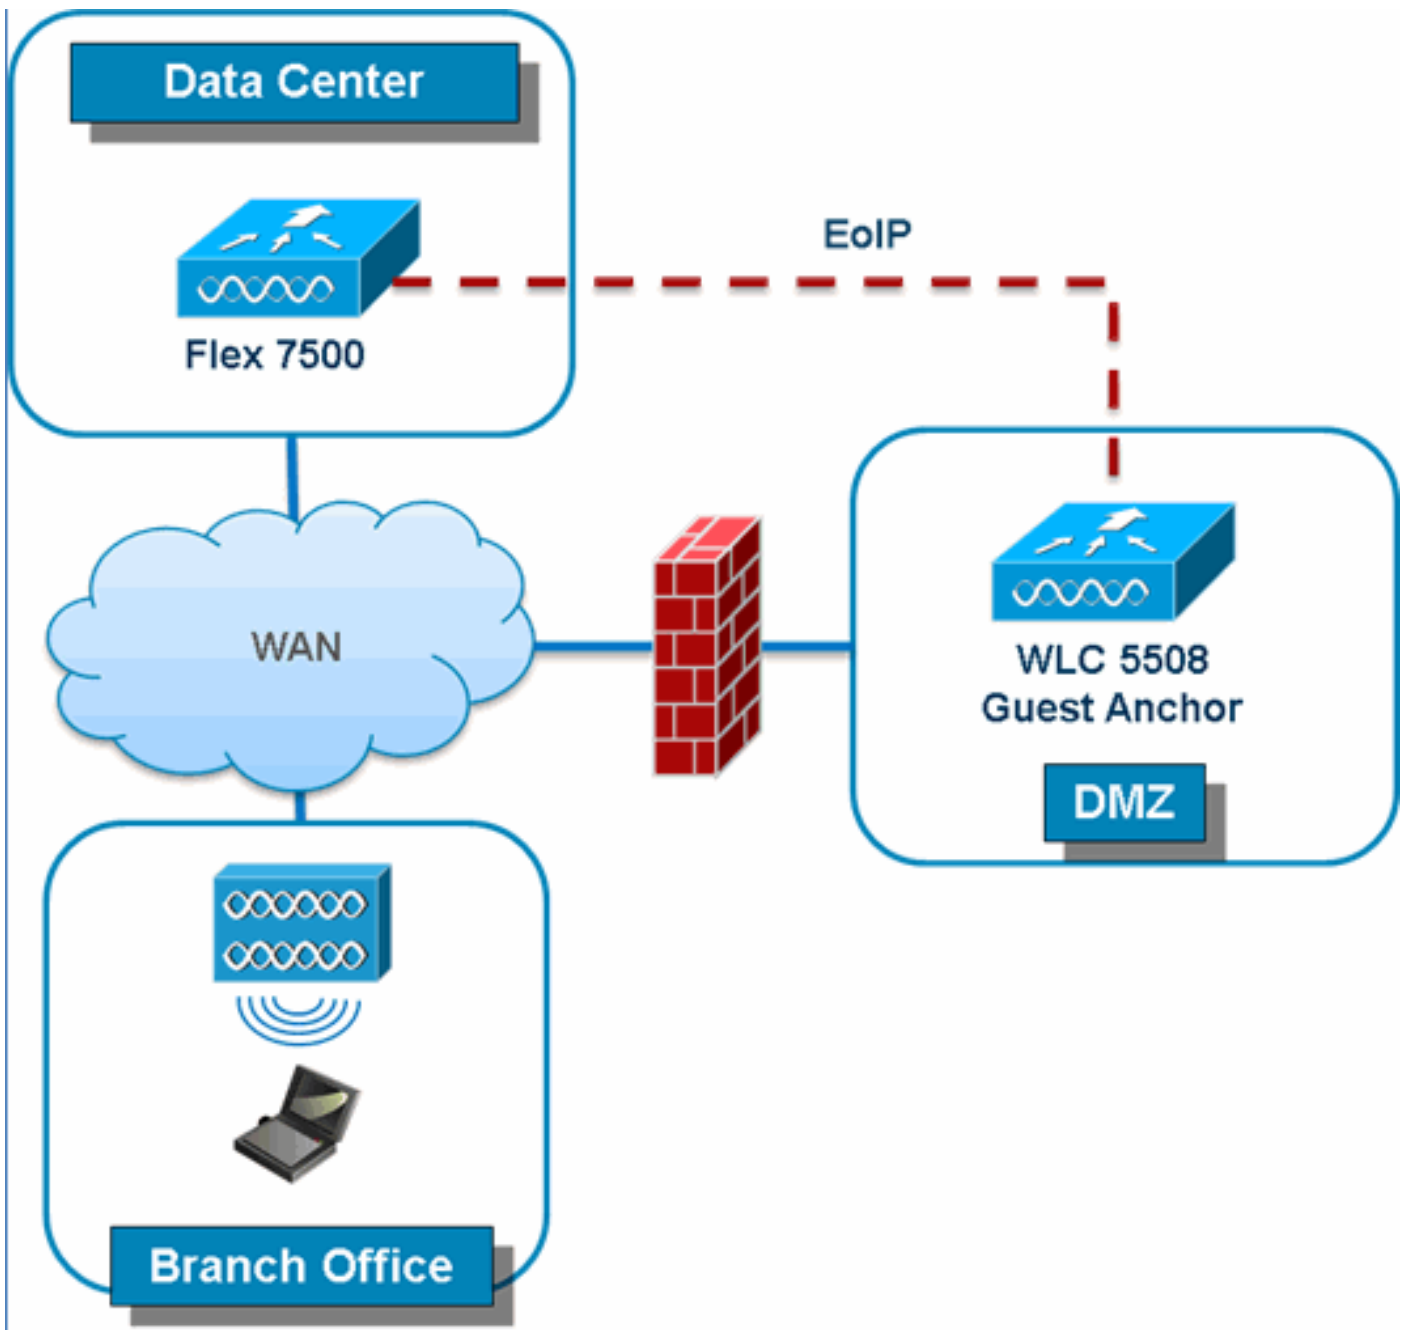 Data Center
EoIP
Flex 7500
WAN
WLC 5508
Guest Anchor
DMZ
Branch Office